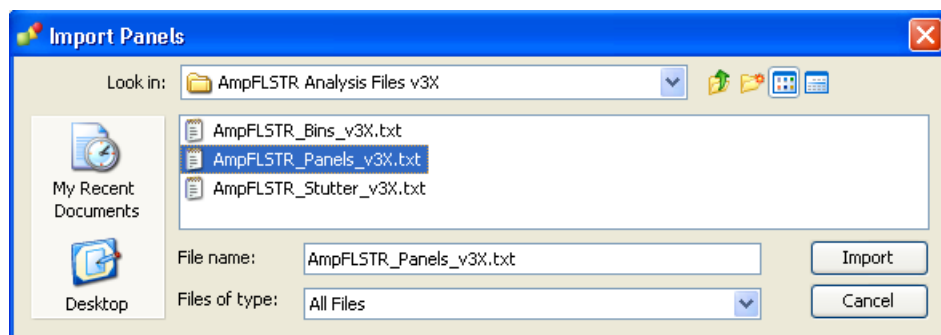 Import Panels
Look in:
AmpFLSTR Analysis Files v3X
AmpFLSTR_Bins_v3X.txt
AmpFLSTR_Panels_v3X.txt
AmpFLSTR_Stutter_v3X.txt
My Recent
Documents
Desktop
File name:
AmpFLSTR_Panels_v3X.txt
Import
Files of type:
All Files
Cancel